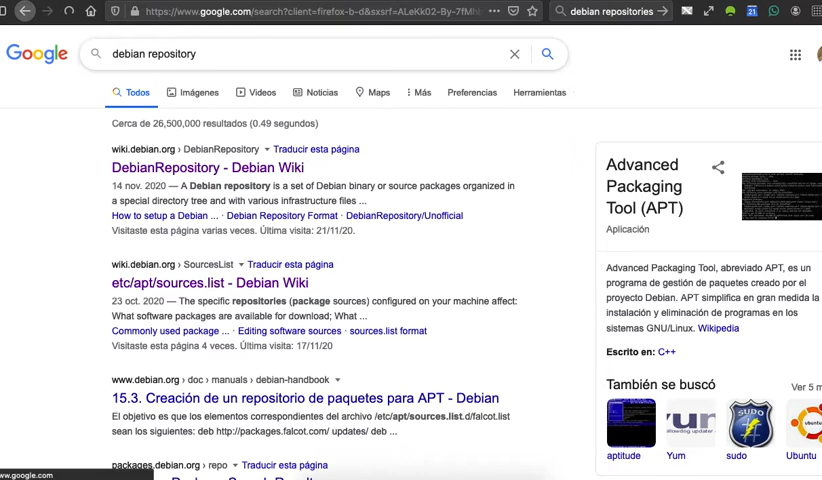 https://www.google.com/search?client=firefox-b-d&sxsrf=ALeKk02-By-7fMh
debian repositories
21
Google
debian repository
Todos
Imágenes
Videos
Noticias
Maps
Más
Preferencias
Herramientas
Cerca de 26,500,000 resultados (0.49 segundos)
wiki.debian.org › DebianRepository
Traducir esta página
DebianRepository - Debian Wiki
14 nov. 2020 — A Debian repository is a set of Debian binary or source packages organized in
a special directory tree and with various infrastructure files ...
How to setup a Debian ... · Debian Repository Format · DebianRepository/Unofficial
Visitaste esta página varias veces. Última visita: 21/11/20.
wiki.debian.org › SourcesList
Traducir esta página
etc/apt/sources.list - Debian Wiki
23 oct. 2020 — The specific repositories (package sources) configured on your machine affect:
What software packages are available for download; What ...
Commonly used package ... · Editing software sources · sources.list format
Visitaste esta página 4 veces. Última visita: 17/11/20
www.debian.org › doc › manuals › debian-handbook
15.3. Creación de un repositorio de paquetes para APT - Debian
El objetivo es que los elementos correspondientes del archivo /etc/apt/sources.list.d/falcot.list
sean los siguientes: deb http://packages.falcot.com/ updates/ deb ...
packages.debian.org › repo
Traducir esta página
ww.google.com
Advanced
Packaging
Tool (APT)
Aplicación
Advanced Packaging Tool, abreviado APT, es un
programa de gestión de paquetes creado por el
proyecto Debian. APT simplifica en gran medida la
instalación y eliminación de programas en los
sistemas GNU/Linux. Wikipedia
Escrito en: C++
También se buscó
Ver 5 m
SUDO
ubuntu
aptitude
Yum
sudo
Ubuntu